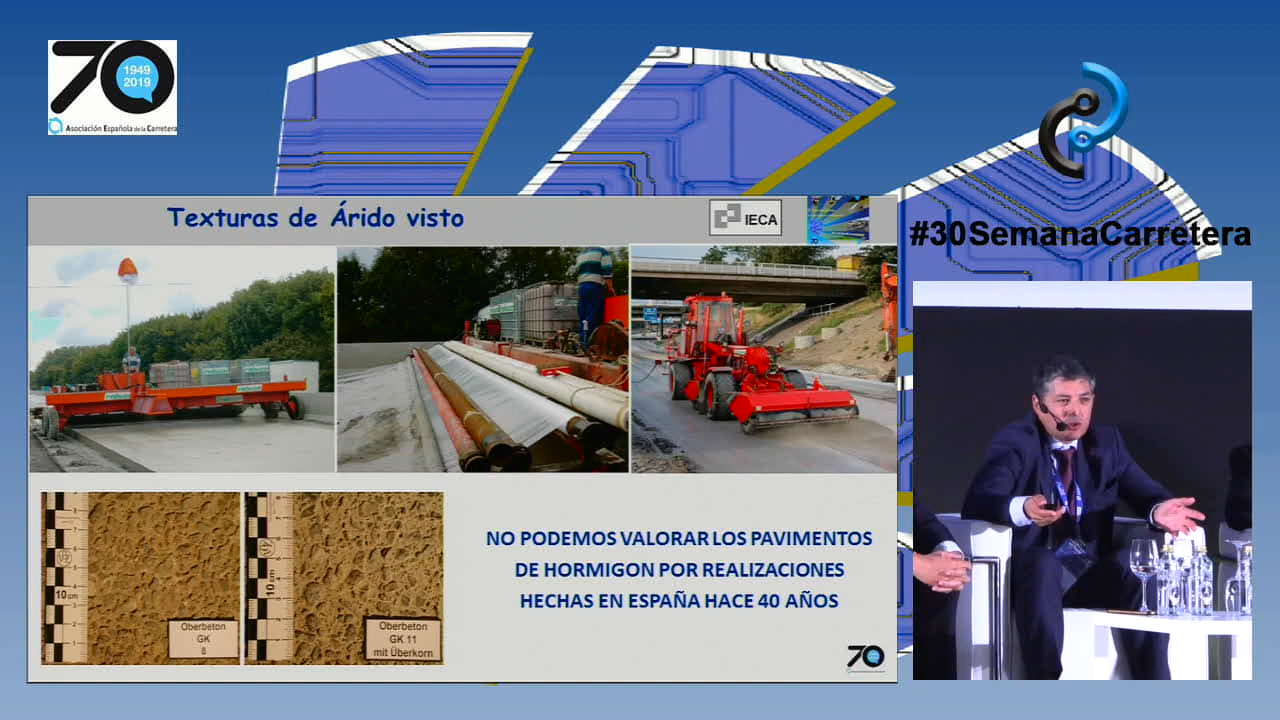 70
1949
2019
Asociación Española de la Carretera
Texturas de Árido visto
IECA
#30SemanaCarretera
10 cm
Oberbeton
GK
8
10 cm
Oberbeton
GK 11
mit Überkorn
NO PODEMOS VALORAR LOS PAVIMENTOS
DE HORMIGON POR REALIZACIONES
HECHAS EN ESPAÑA HACE 40 AÑOS
70